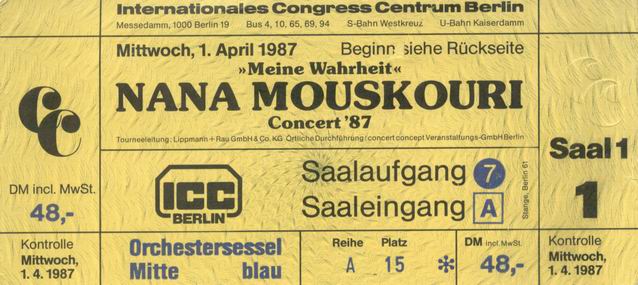 Internationales Congress Centrum Berlin
Messedamm, 1000 Berlin 19 Bus 4, 10, 65, 69, 94 S-Bahn Westkreuz U-Bahn Kaiserdamm
Mittwoch, 1. April 1987 Beginn siehe Rückseite
»Meine Wahrheit«
NANA MOUSKOURI
Concert '87
Tourneeleitung: Lippmann + Rau GmbH & Co. KG Örtliche Durchführung: concert concept Veranstaltungs-GmbH Berlin
CC
DM incl. MwSt.
48,-
ICC
BERLIN
Saalaufgang 7
Saaleingang A
Stange, Berlin 61
Saal 1
1
Kontrolle
Mittwoch,
1. 4. 1987
Orchestersessel
Mitte blau
Reihe Platz
A 15 *
DM incl. MwSt.
48,-
Kontrolle
Mittwoch,
1. 4. 1987